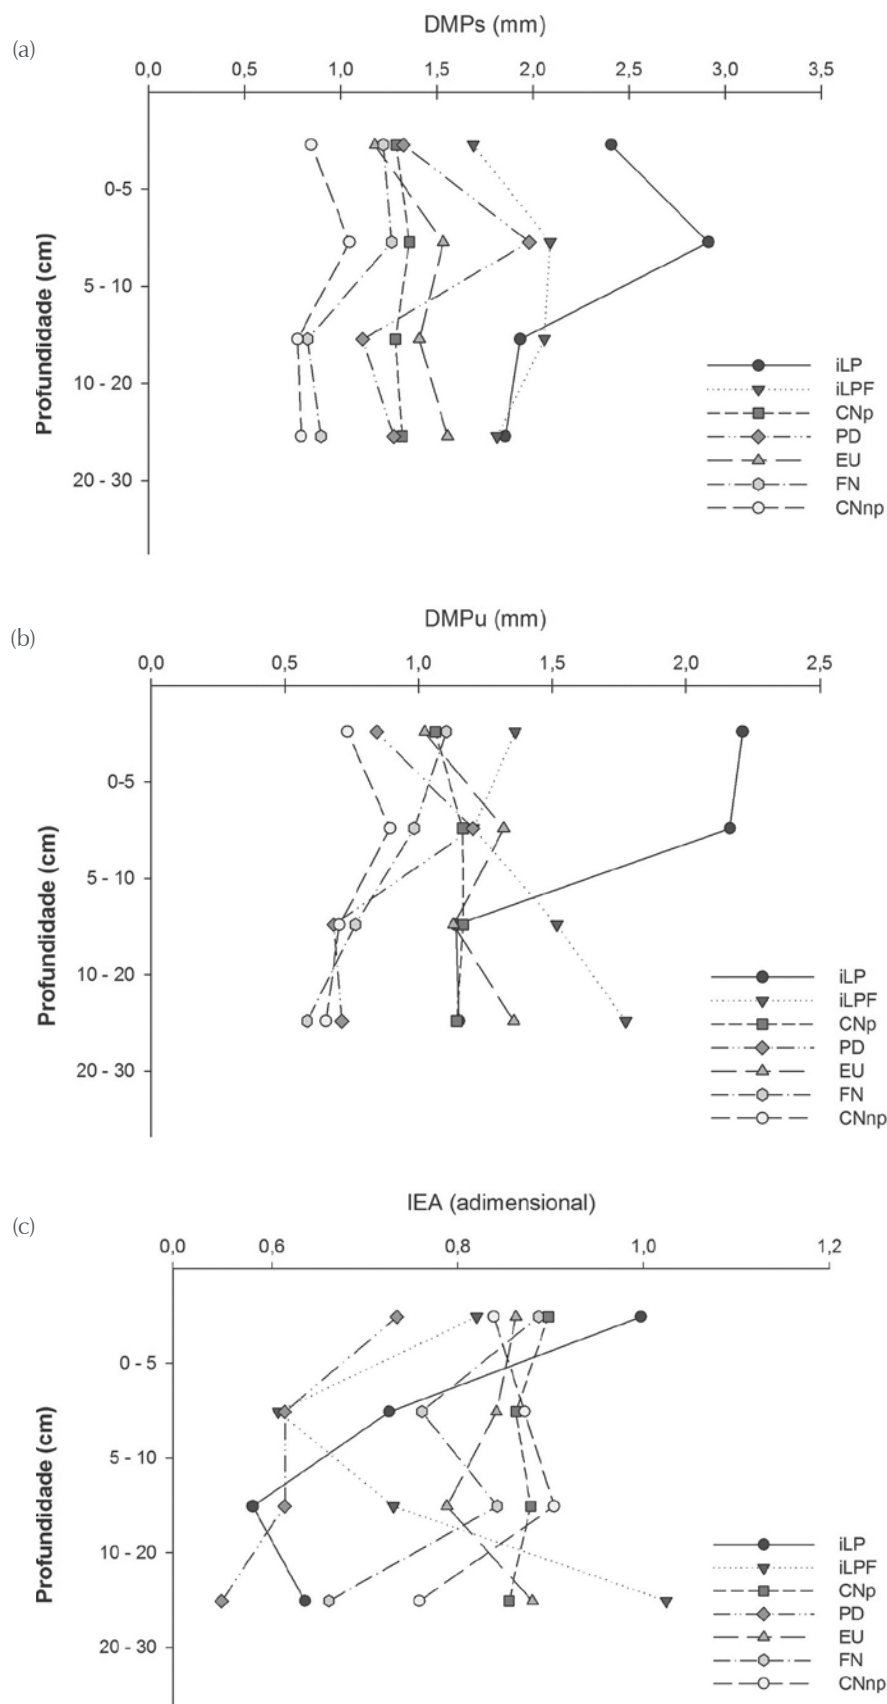 (a)
DMPs (mm)
0,0 0,5 1,0 1,5 2,0 2,5 3,0 3,5
Profundidade (cm)
0-5
5 - 10
10 - 20
20 - 30
iLP
iLPF
CNp
PD
EU
FN
CNnp
(b)
DMPu (mm)
0,0 0,5 1,0 1,5 2,0 2,5
Profundidade (cm)
0-5
5 - 10
10 - 20
20 - 30
iLP
iLPF
CNp
PD
EU
FN
CNnp
(c)
IEA (adimensional)
0,0 0,6 0,8 1,0 1,2
Profundidade (cm)
0 - 5
5 - 10
10 - 20
20 - 30
iLP
iLPF
CNp
PD
EU
FN
CNnp